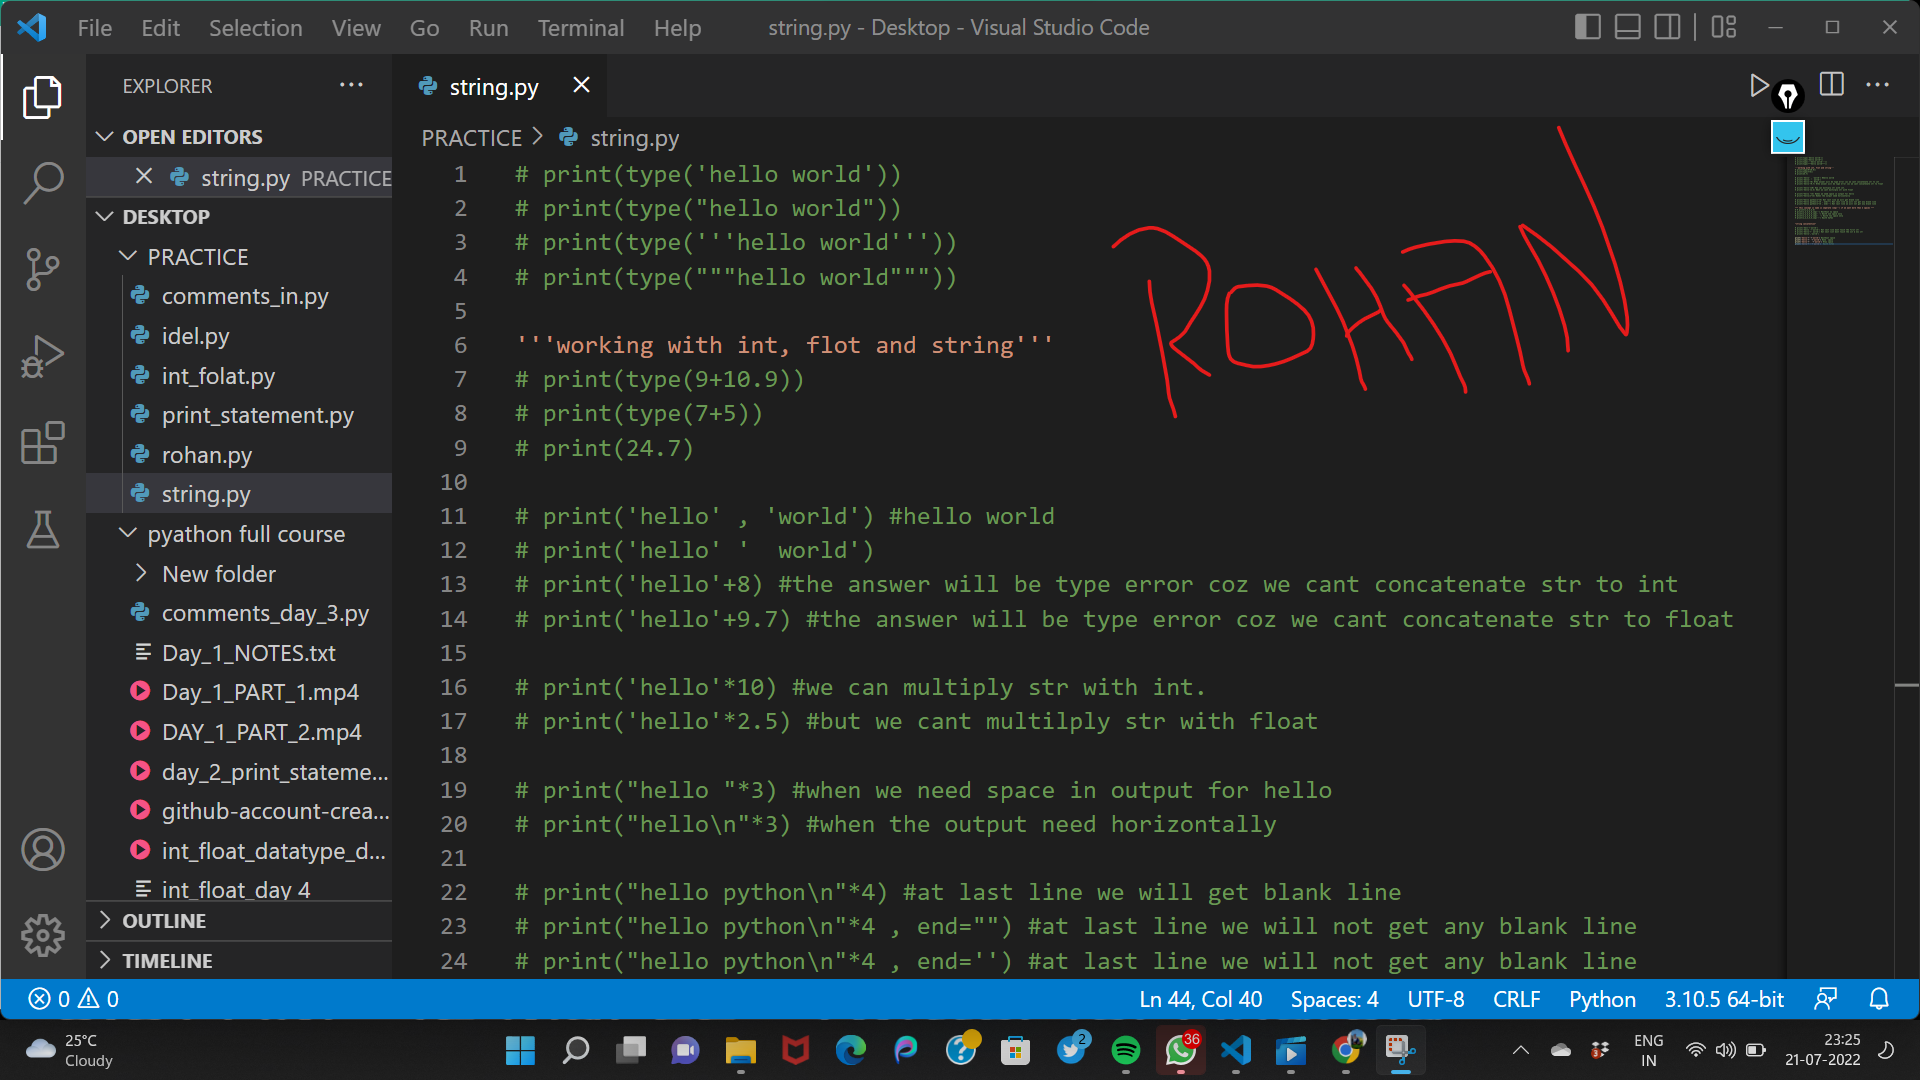 File Edit Selection View Go Run Terminal Help string.py - Desktop - Visual Studio Code
EXPLORER
string.py
OPEN EDITORS
string.py PRACTICE
DESKTOP
PRACTICE
comments_in.py
idel.py
int_folat.py
print_statement.py
rohan.py
string.py
pyathon full course
New folder
comments_day_3.py
Day_1_NOTES.txt
Day_1_PART_1.mp4
DAY_1_PART_2.mp4
day_2_print_stateme...
github-account-crea...
int_float_datatype_d...
int_float_day 4
OUTLINE
TIMELINE
PRACTICE > string.py
1 # print(type('hello world'))
2 # print(type("hello world"))
3 # print(type('''hello world'''))
4 # print(type("""hello world"""))
5
6 '''working with int, flot and string'''
7 # print(type(9+10.9))
8 # print(type(7+5))
9 # print(24.7)
10
11 # print('hello' , 'world') #hello world
12 # print('hello' '  world')
13 # print('hello'+8) #the answer will be type error coz we cant concatenate str to int
14 # print('hello'+9.7) #the answer will be type error coz we cant concatenate str to float
15
16 # print('hello'*10) #we can multiply str with int.
17 # print('hello'*2.5) #but we cant multilply str with float
18
19 # print("hello "*3) #when we need space in output for hello
20 # print("hello\n"*3) #when the output need horizontally
21
22 # print("hello python\n"*4) #at last line we will get blank line
23 # print("hello python\n"*4 , end="") #at last line we will not get any blank line
24 # print("hello python\n"*4 , end='') #at last line we will not get any blank line
ROHAN
0 0 Ln 44, Col 40 Spaces: 4 UTF-8 CRLF Python 3.10.5 64-bit
25°C
Cloudy
2
36
ENG
IN
23:25
21-07-2022